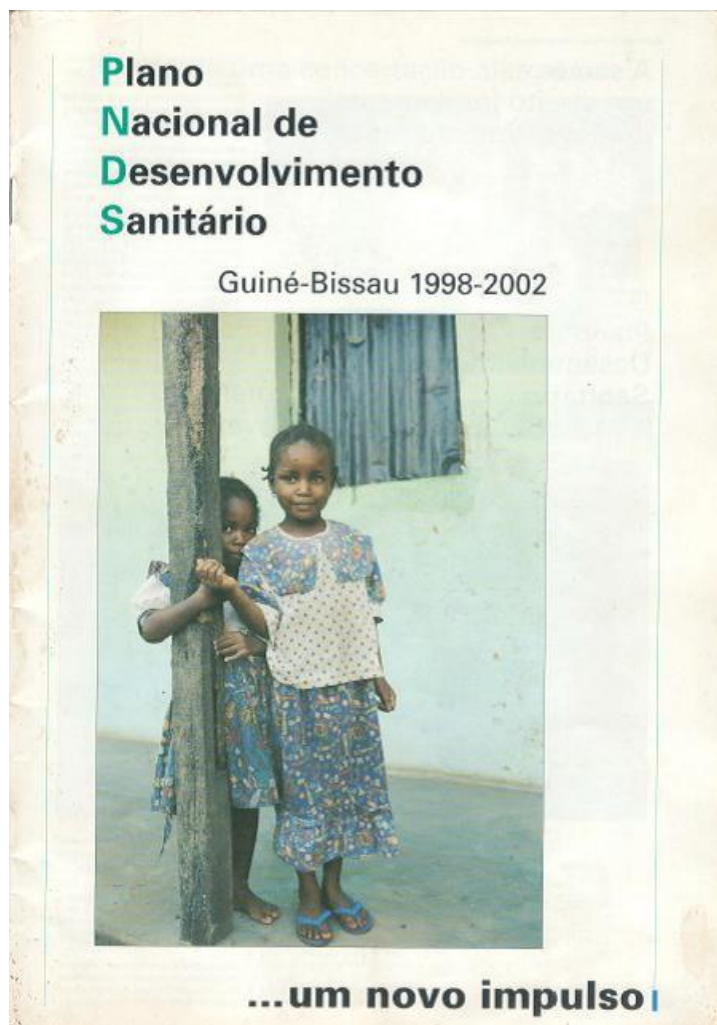 Plano
Nacional de
Desenvolvimento
Sanitário
Guiné-Bissau 1998-2002
...um novo impulso